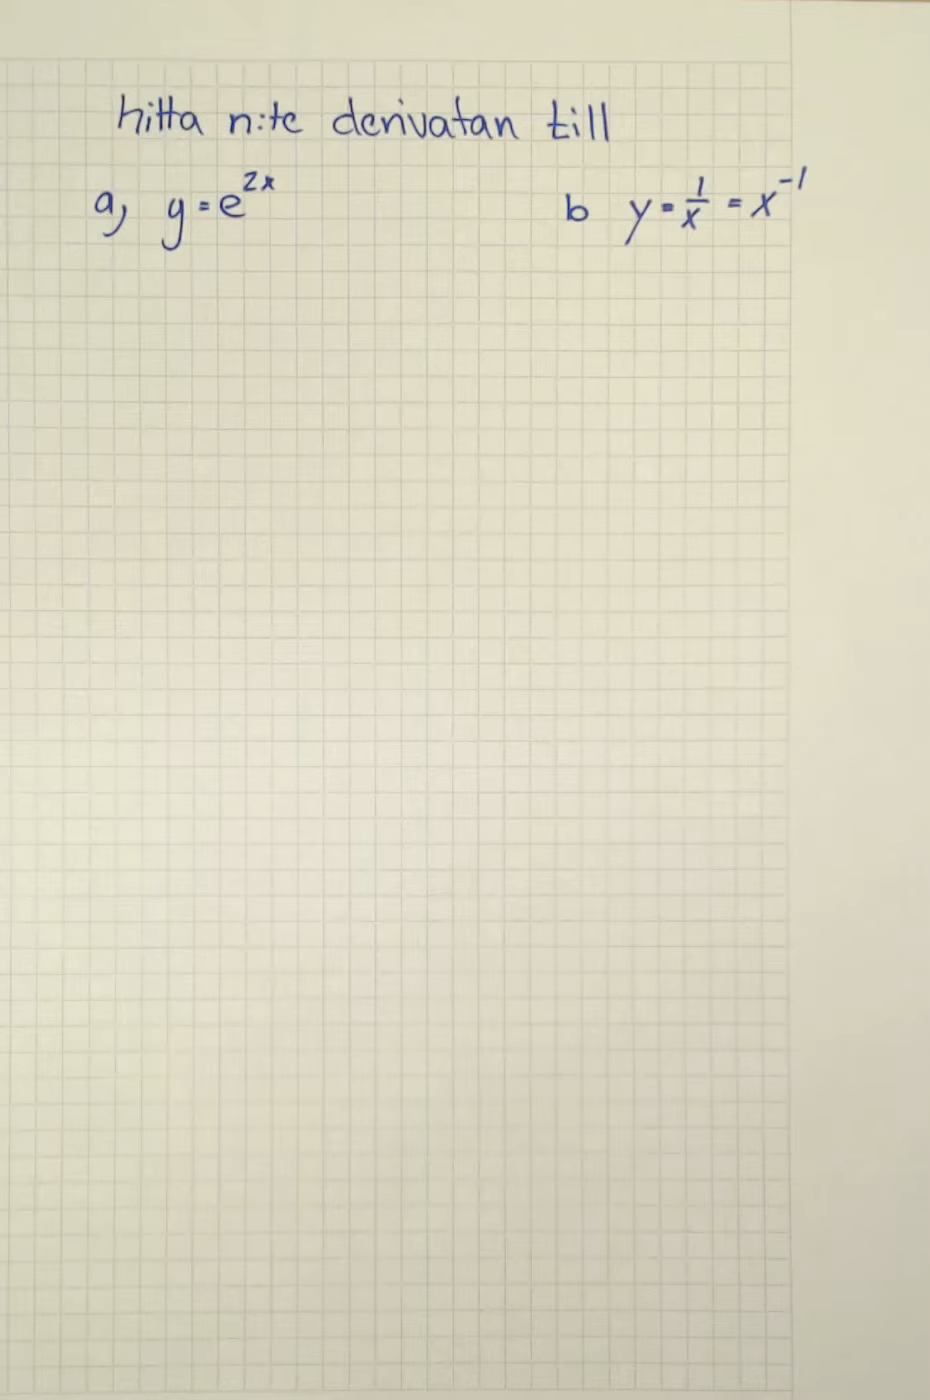 hitta n:te derivatan till
a) y = e^{2x}
b y = 1/x = x^{-1}